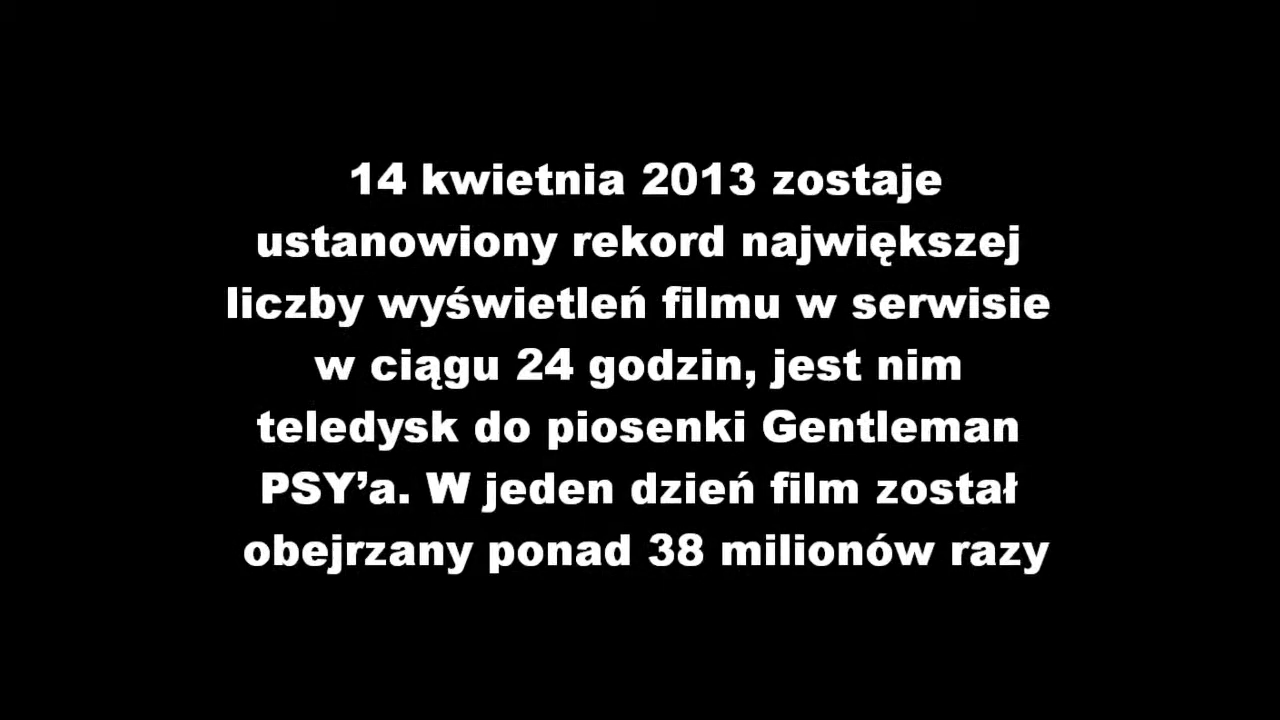 14 kwietnia 2013 zostaje
ustanowiony rekord największej
liczby wyświetleń filmu w serwisie
w ciągu 24 godzin, jest nim
teledysk do piosenki Gentleman
PSY’a. W jeden dzień film został
obejrzany ponad 38 milionów razy